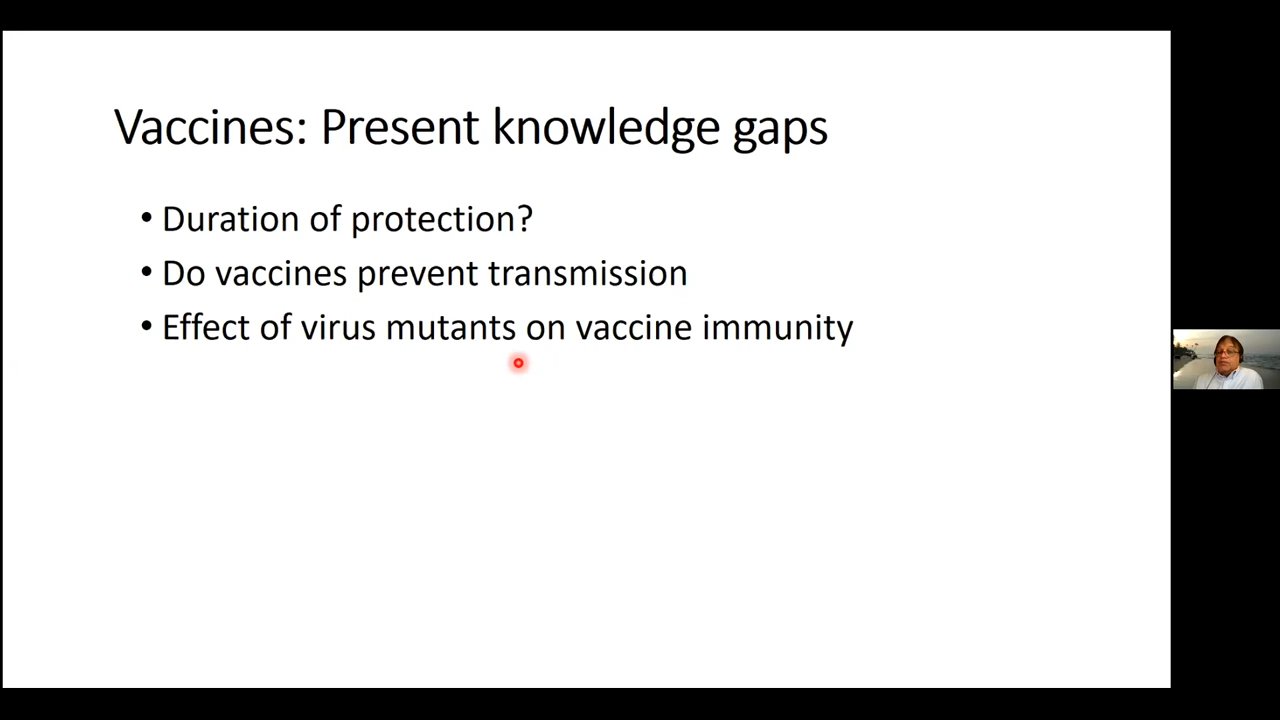 Vaccines: Present knowledge gaps
• Duration of protection?
• Do vaccines prevent transmission
• Effect of virus mutants on vaccine immunity